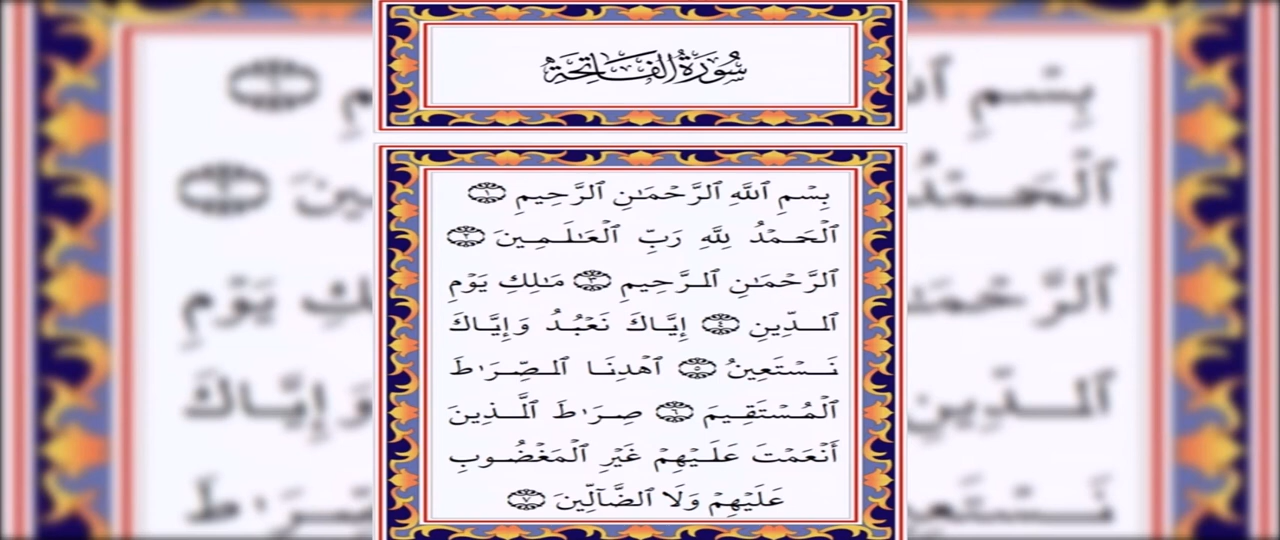 سُورَةُ الفَاتِحَةِ
بِسْمِ ٱللَّهِ ٱلرَّحْمَـٰنِ ٱلرَّحِيمِ ١
ٱلْحَمْدُ لِلَّهِ رَبِّ ٱلْعَـٰلَمِينَ ٢
ٱلرَّحْمَـٰنِ ٱلرَّحِيمِ ٣ مَـٰلِكِ يَوْمِ
ٱلدِّينِ ٤ إِيَّاكَ نَعْبُدُ وَإِيَّاكَ
نَسْتَعِينُ ٥ ٱهْدِنَا ٱلصِّرَٰطَ
ٱلْمُسْتَقِيمَ ٦ صِرَٰطَ ٱلَّذِينَ
أَنْعَمْتَ عَلَيْهِمْ غَيْرِ ٱلْمَغْضُوبِ
عَلَيْهِمْ وَلَا ٱلضَّآلِّينَ ٧